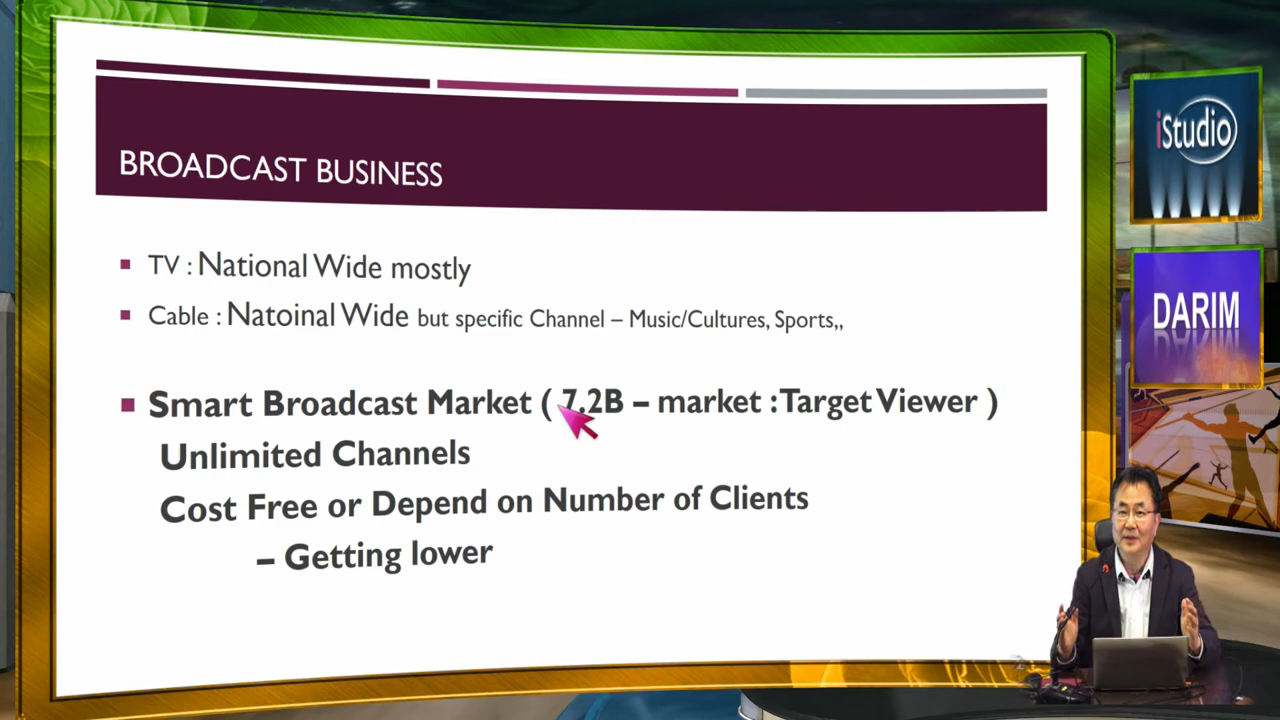 BROADCAST BUSINESS
TV : National Wide mostly
Cable : Natoinal Wide but specific Channel – Music/Cultures, Sports,,
Smart Broadcast Market ( 7.2B – market : Target Viewer )
Unlimited Channels
Cost Free or Depend on Number of Clients
– Getting lower
iStudio
DARIM